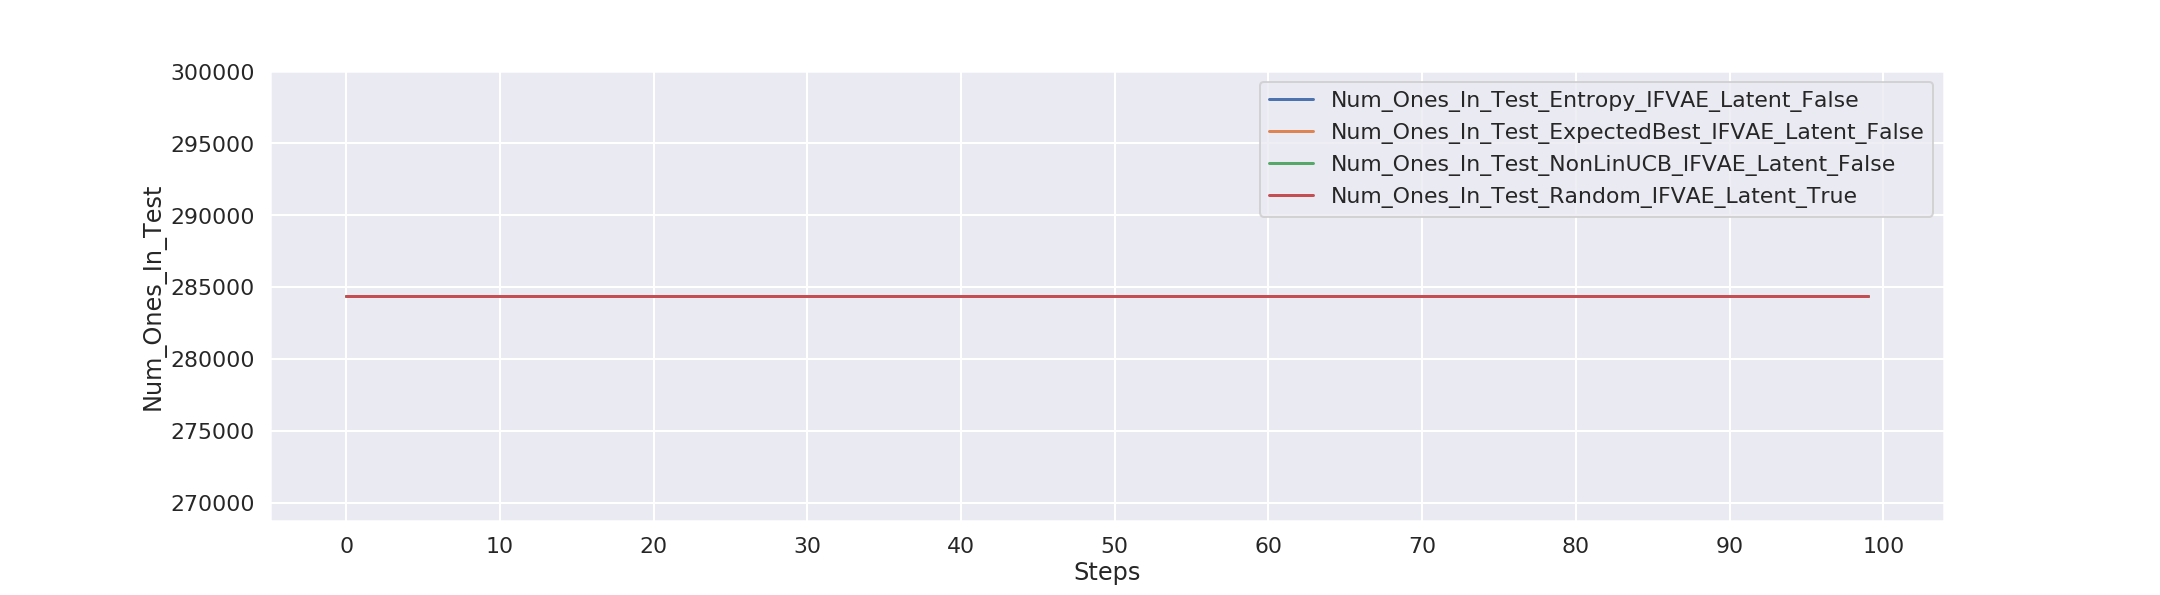 300000
295000
290000
285000
280000
275000
270000
Num_Ones_In_Test
Num_Ones_In_Test_Entropy_IFVAE_Latent_False
Num_Ones_In_Test_ExpectedBest_IFVAE_Latent_False
Num_Ones_In_Test_NonLinUCB_IFVAE_Latent_False
Num_Ones_In_Test_Random_IFVAE_Latent_True
0 10 20 30 40 50 60 70 80 90 100
Steps